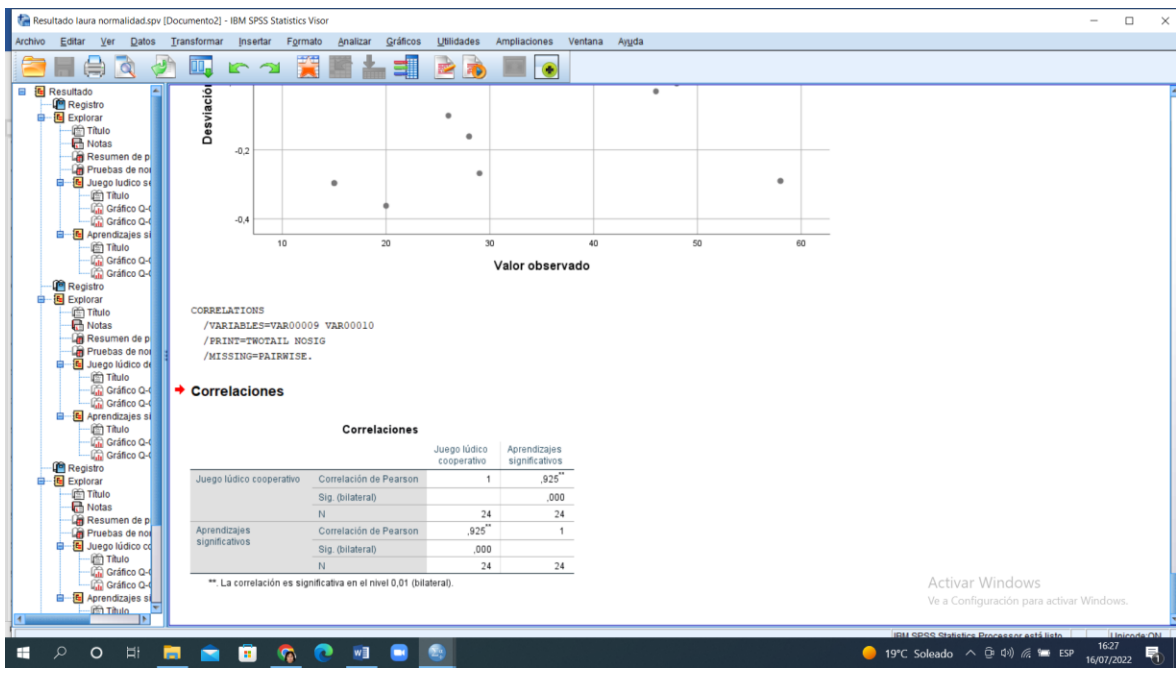 Resultado laura normalidad.spv [Documento2] - IBM SPSS Statistics Visor
Archivo Editar Ver Datos Transformar Insertar Formato Analizar Gráficos Utilidades Ampliaciones Ventana Ayuda
Resultado
Registro
Explorar
Título
Notas
Resumen de p
Pruebas de nor
Juego ludico se
Título
Gráfico Q-
Gráfico Q-
Aprendizajes si
Título
Gráfico Q-
Gráfico Q-
Registro
Explorar
Título
Notas
Resumen de p
Pruebas de nor
Juego lúdico de
Título
Gráfico Q-
Gráfico Q-
Aprendizajes si
Título
Gráfico Q-
Gráfico Q-
Registro
Explorar
Título
Notas
Resumen de p
Pruebas de nor
Juego lúdico co
Título
Gráfico Q-
Gráfico Q-
Aprendizajes si
Título
Desviación
-0,2
-0,4
10 20 30 40 50 60
Valor observado
CORRELATIONS
/VARIABLES=VAR00009 VAR00010
/PRINT=TWOTAIL NOSIG
/MISSING=PAIRWISE.
Correlaciones
Correlaciones
Juego lúdico cooperativo
Aprendizajes significativos
Juego lúdico cooperativo Correlación de Pearson 1 ,925**
Sig. (bilateral) ,000
N 24 24
Aprendizajes significativos Correlación de Pearson ,925** 1
Sig. (bilateral) ,000
N 24 24
**. La correlación es significativa en el nivel 0,01 (bilateral).
Activar Windows
Ve a Configuración para activar Windows.
IBM SPSS Statistics Processor está listo Unicode:ON
19°C Soleado ESP 16:27
16/07/2022